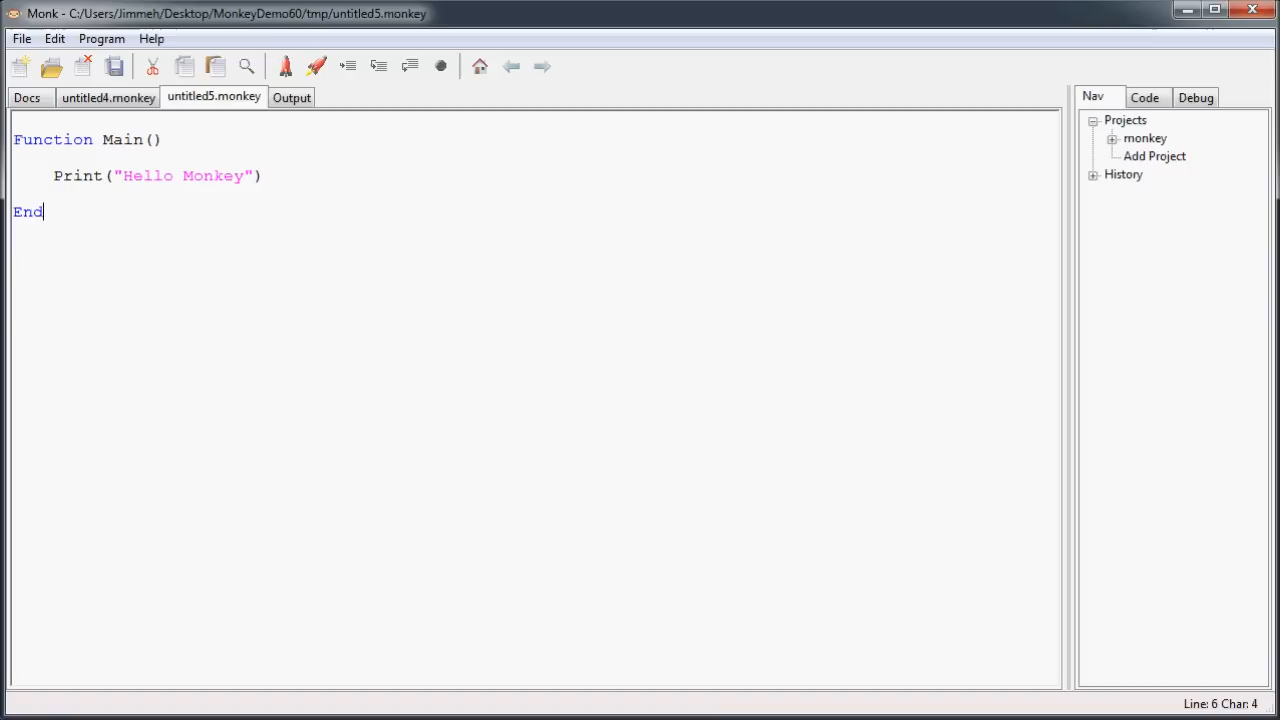 Monk - C:/Users/Jimmeh/Desktop/MonkeyDemo60/tmp/untitled5.monkey
File Edit Program Help
Docs untitled4.monkey untitled5.monkey Output
Nav Code Debug
Function Main()
Print("Hello Monkey")
End
Projects
monkey
Add Project
History
Line: 6 Char: 4